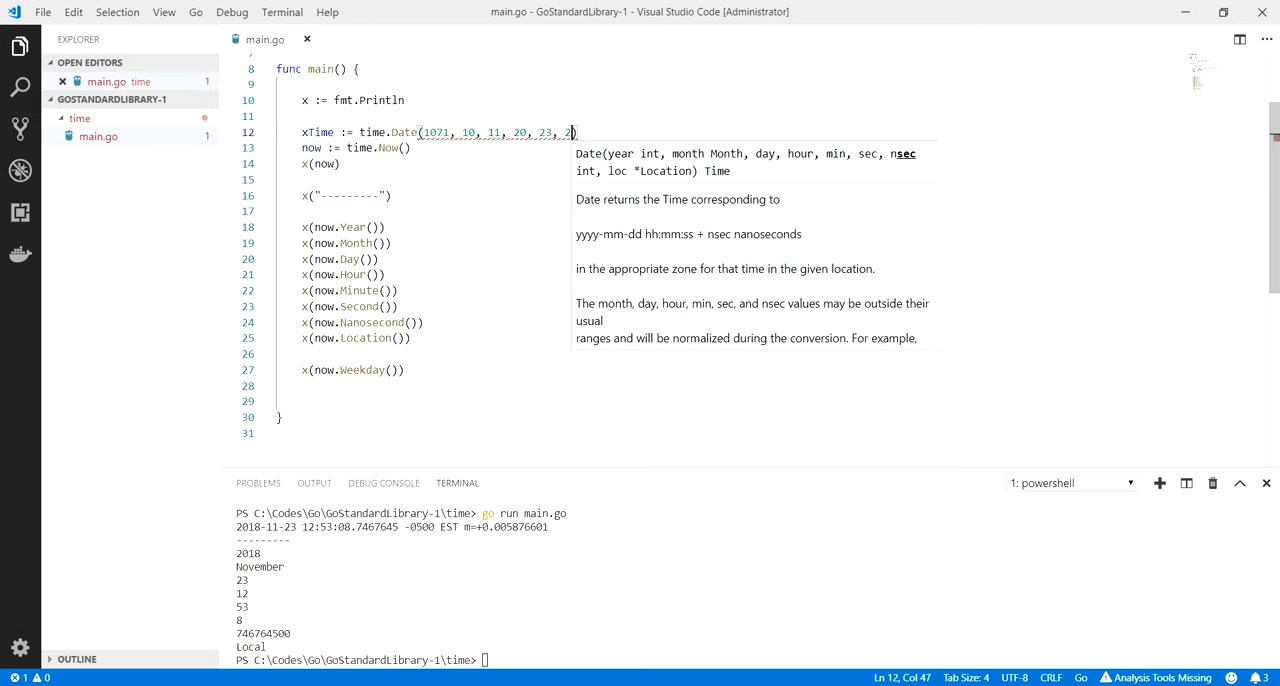 File Edit Selection View Go Debug Terminal Help
main.go - GoStandardLibrary-1 - Visual Studio Code [Administrator]
EXPLORER
OPEN EDITORS
main.go time 1
GOSTANDARDLIBRARY-1
time
main.go 1
OUTLINE
main.go
7
8 func main() {
9
10 x := fmt.Println
11
12 xTime := time.Date(1071, 10, 11, 20, 23, 2)
13 now := time.Now()
14 x(now)
15
16 x("---------")
17
18 x(now.Year())
19 x(now.Month())
20 x(now.Day())
21 x(now.Hour())
22 x(now.Minute())
23 x(now.Second())
24 x(now.Nanosecond())
25 x(now.Location())
26
27 x(now.Weekday())
28
29
30 }
31
Date(year int, month Month, day, hour, min, sec, nsec
int, loc *Location) Time
Date returns the Time corresponding to
yyyy-mm-dd hh:mm:ss + nsec nanoseconds
in the appropriate zone for that time in the given location.
The month, day, hour, min, sec, and nsec values may be outside their
usual
ranges and will be normalized during the conversion. For example,
PROBLEMS OUTPUT DEBUG CONSOLE TERMINAL
1: powershell
PS C:\Codes\Go\GoStandardLibrary-1\time> go run main.go
2018-11-23 12:53:08.7467645 -0500 EST m=+0.005876601
---------
2018
November
23
12
53
8
746764500
Local
PS C:\Codes\Go\GoStandardLibrary-1\time>
1 0
Ln 12, Col 47 Tab Size: 4 UTF-8 CRLF Go Analysis Tools Missing 3